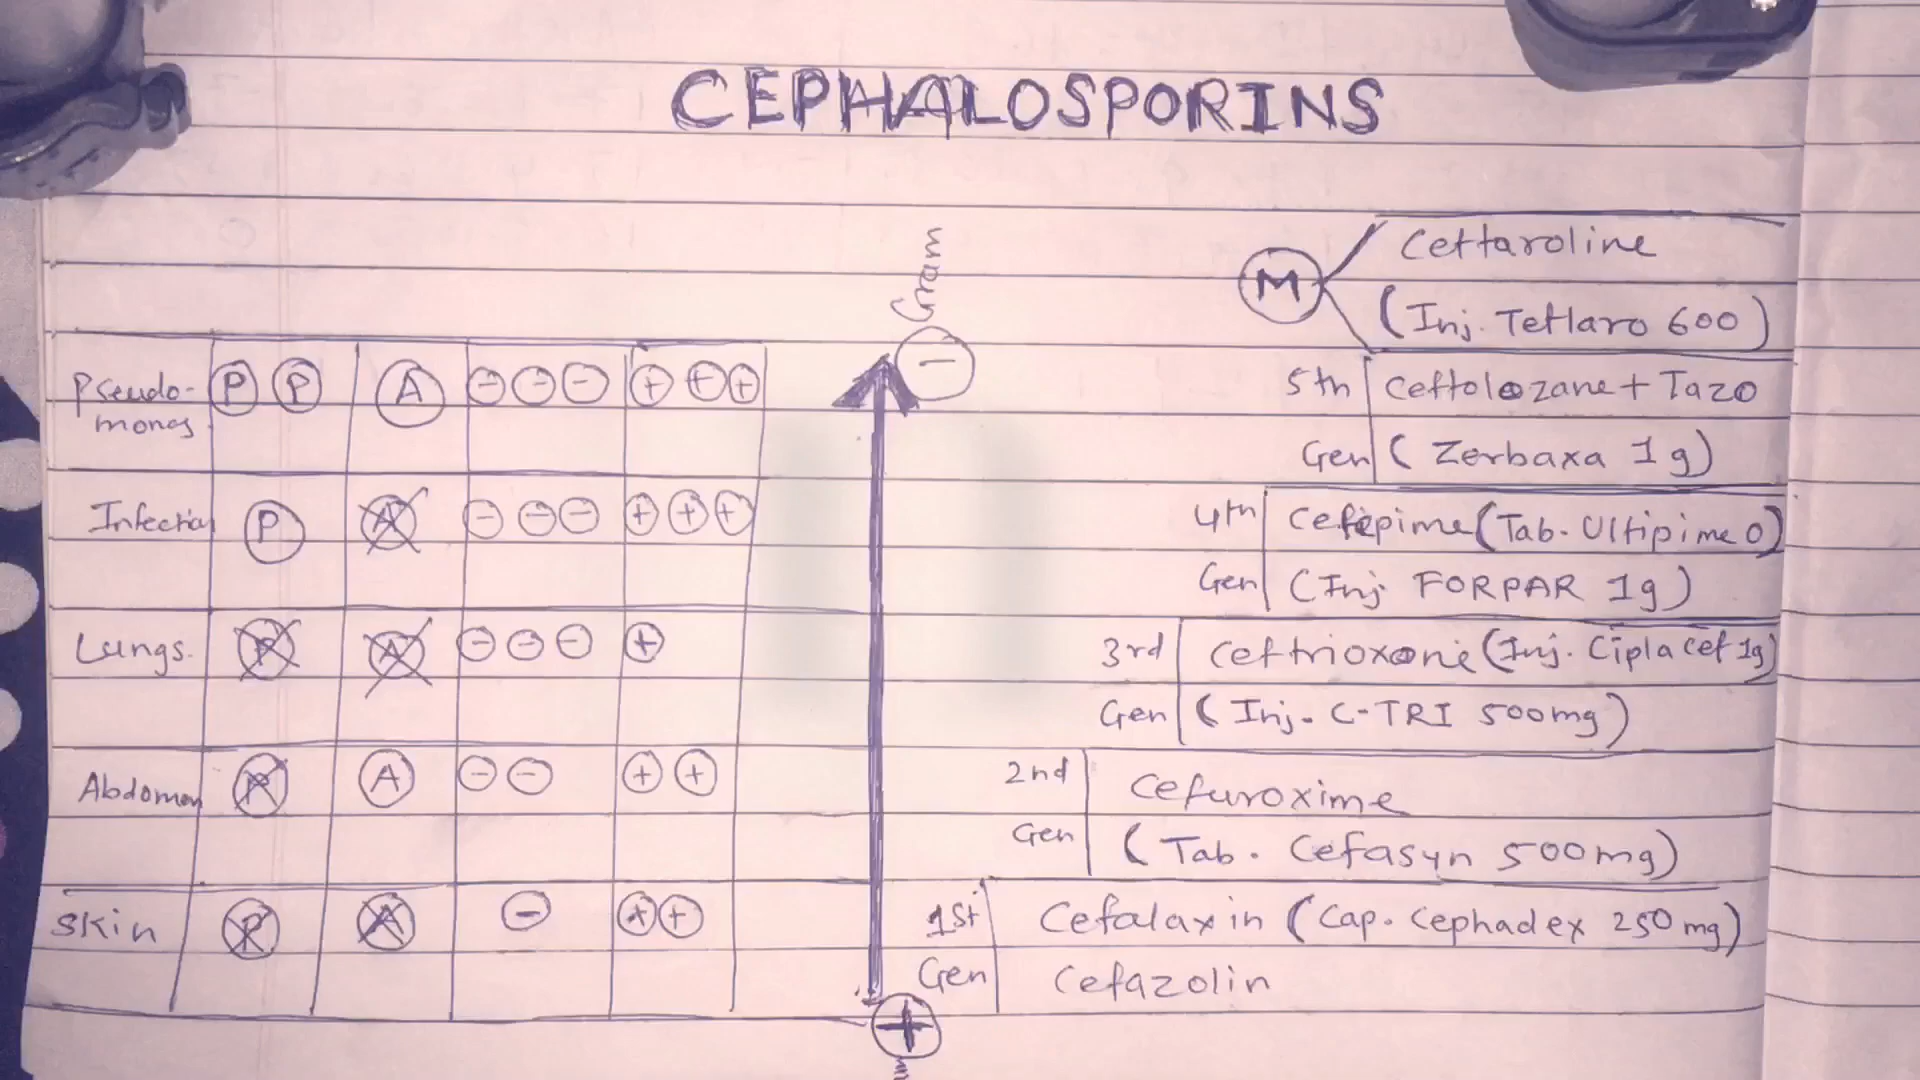 CEPHALOSPORINS
Gram
M
Ceftaroline
(Inj. Teflaro 600)
Pseudo-
monas
P P A - - - + + +
-
5th Ceftolozane + Tazo
Gen (Zerbaxa 1g)
Infection P A - - - + + +
4th Cefepime (Tab. Ultipime O)
Gen (Inj FORPAR 1g)
Lungs. P A - - - +
3rd Ceftrioxone (Inj. Ciplacef 1g)
Gen (Inj. C-TRI 500mg)
Abdomen P A - - + +
2nd Cefuroxime
Gen (Tab. Cefasyn 500mg)
Skin P A - + +
1st Cefalaxin (Cap. Cephadex 250mg)
Gen Cefazolin
+